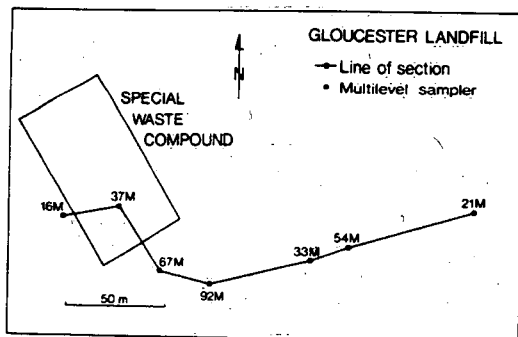 GLOUCESTER LANDFILL
Line of section
Multilevel sampler
N
SPECIAL
WASTE
COMPOUND
16M
37M
67M
92M
33M
54M
21M
50 m